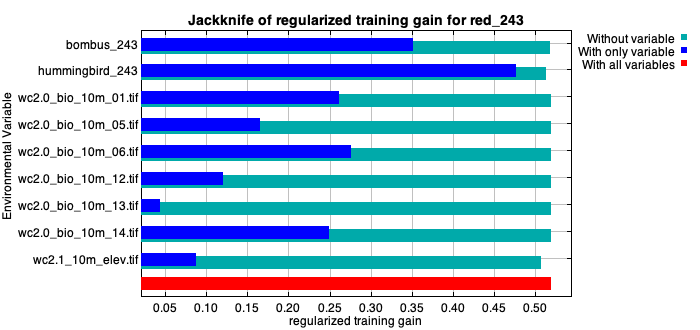 Jackknife of regularized training gain for red_243
Without variable
With only variable
With all variables
Environmental Variable
bombus_243
hummingbird_243
wc2.0_bio_10m_01.tif
wc2.0_bio_10m_05.tif
wc2.0_bio_10m_06.tif
wc2.0_bio_10m_12.tif
wc2.0_bio_10m_13.tif
wc2.0_bio_10m_14.tif
wc2.1_10m_elev.tif
0.05 0.10 0.15 0.20 0.25 0.30 0.35 0.40 0.45 0.50
regularized training gain